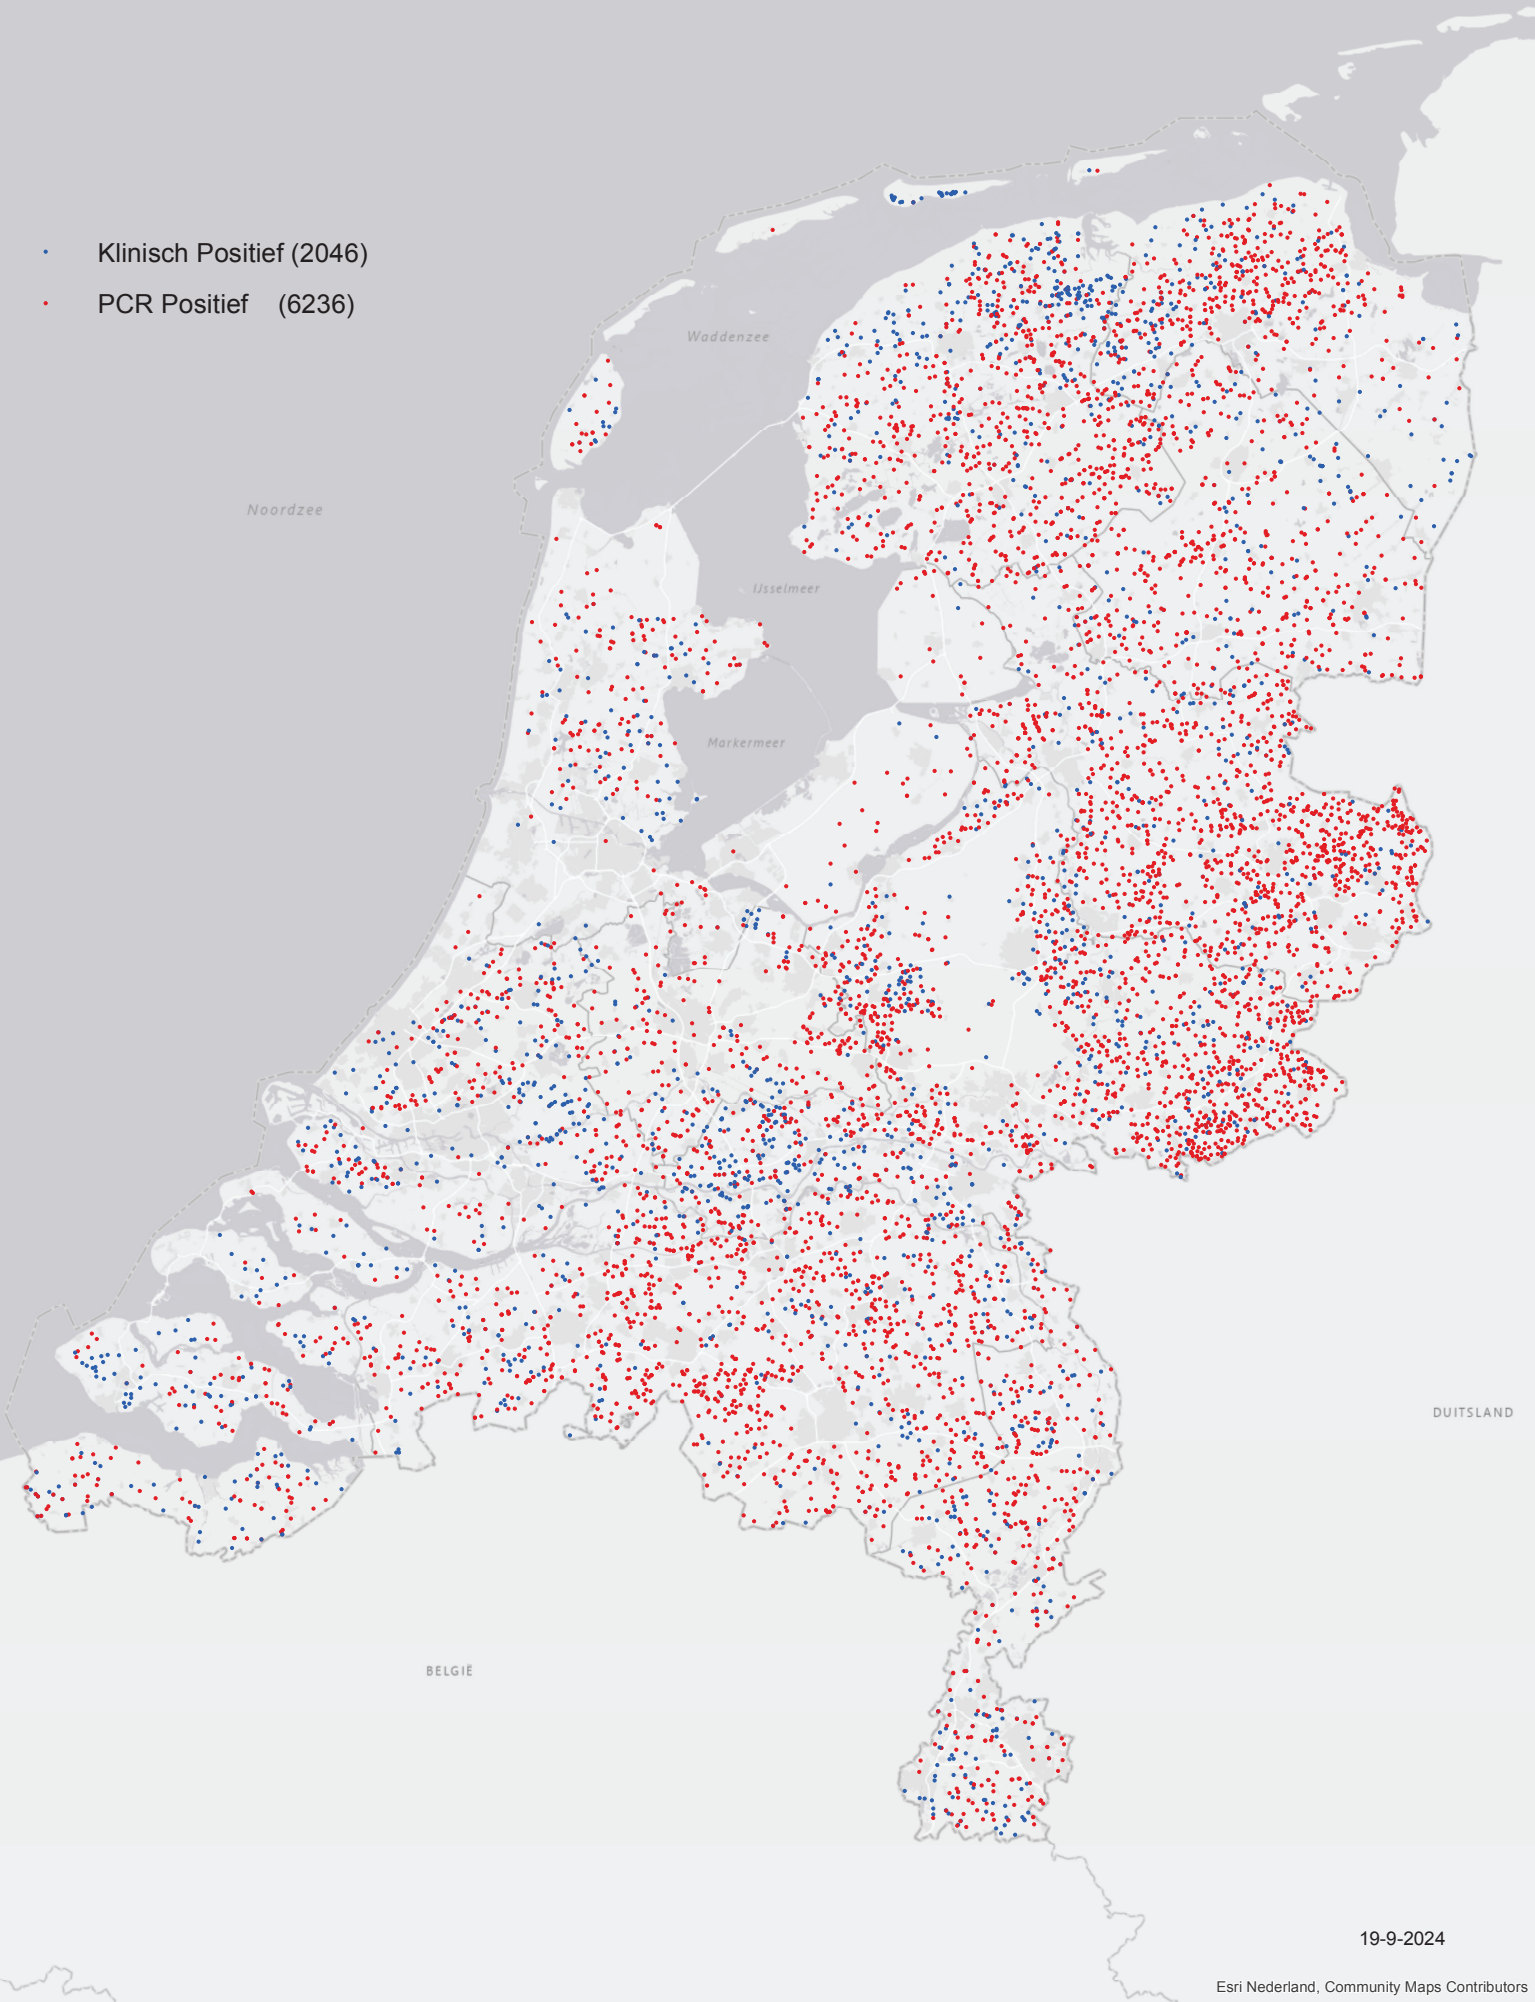 Klinisch Positief (2046)
PCR Positief (6236)
Waddenzee
Noordzee
IJsselmeer
Markermeer
DUITSLAND
BELGIË
19-9-2024
Esri Nederland, Community Maps Contributors